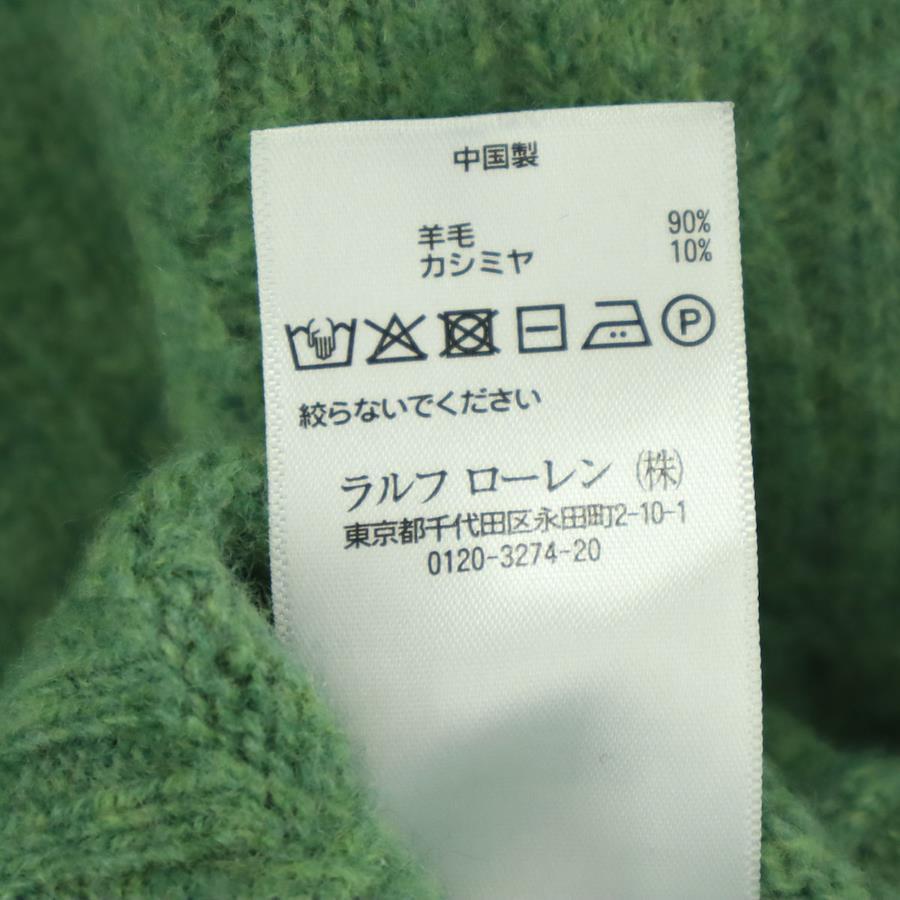 中国製
羊毛 90%
カシミヤ 10%
P
絞らないでください
ラルフ ローレン ㈱
東京都千代田区永田町2-10-1
0120-3274-20